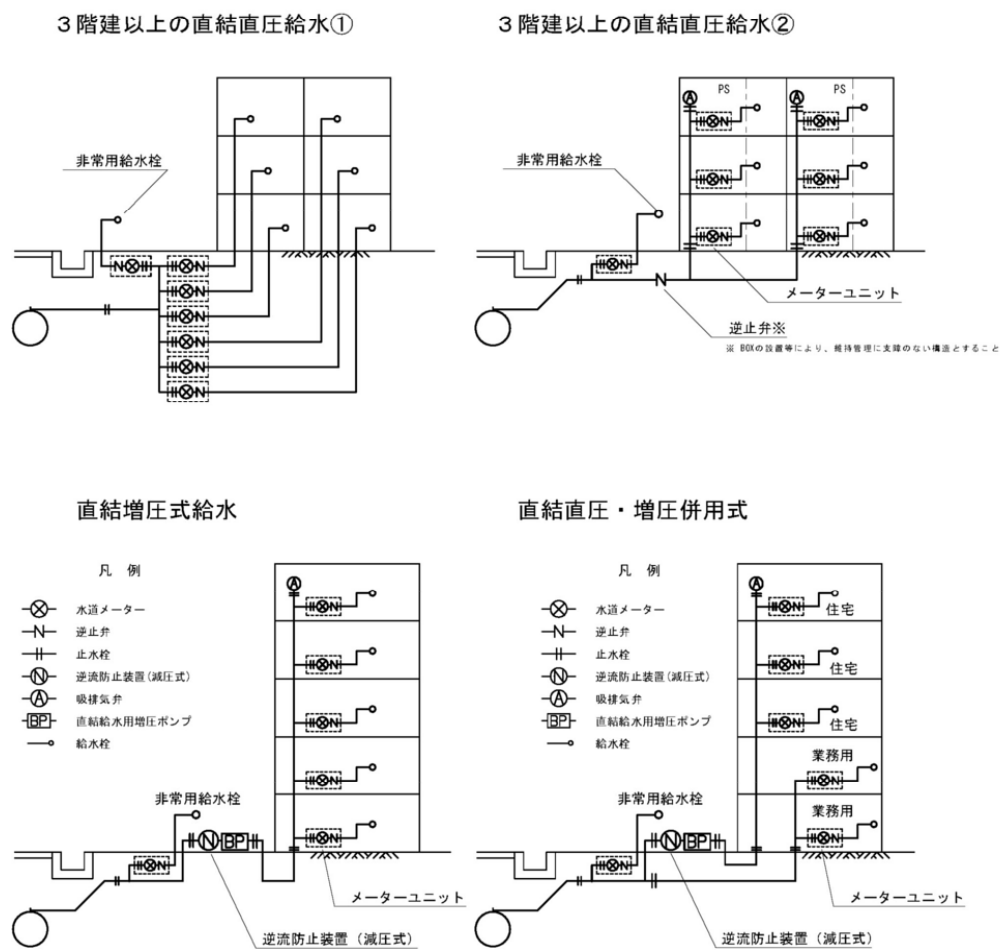 ３階建以上の直結直圧給水①
非常用給水栓
３階建以上の直結直圧給水②
PS
PS
非常用給水栓
メーターユニット
逆止弁※
※ BOXの設置等により、維持管理に支障のない構造とすること
直結増圧式給水
凡 例
水道メーター
逆止弁
止水栓
逆流防止装置(減圧式)
吸排気弁
直結給水用増圧ポンプ
給水栓
N
A
BP
A
非常用給水栓
N
BP
メーターユニット
逆流防止装置（減圧式）
直結直圧・増圧併用式
凡 例
水道メーター
逆止弁
止水栓
逆流防止装置(減圧式)
吸排気弁
直結給水用増圧ポンプ
給水栓
N
A
BP
A
住宅
住宅
住宅
業務用
業務用
非常用給水栓
N
BP
メーターユニット
逆流防止装置（減圧式）